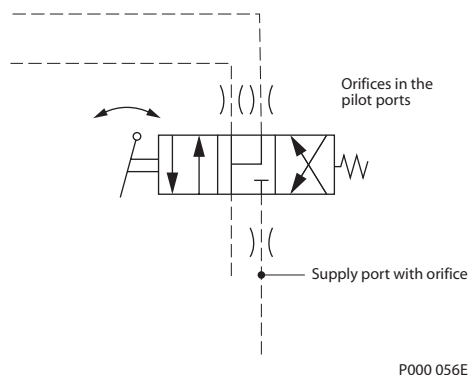 Orifices in the
pilot ports
Supply port with orifice
P000 056E